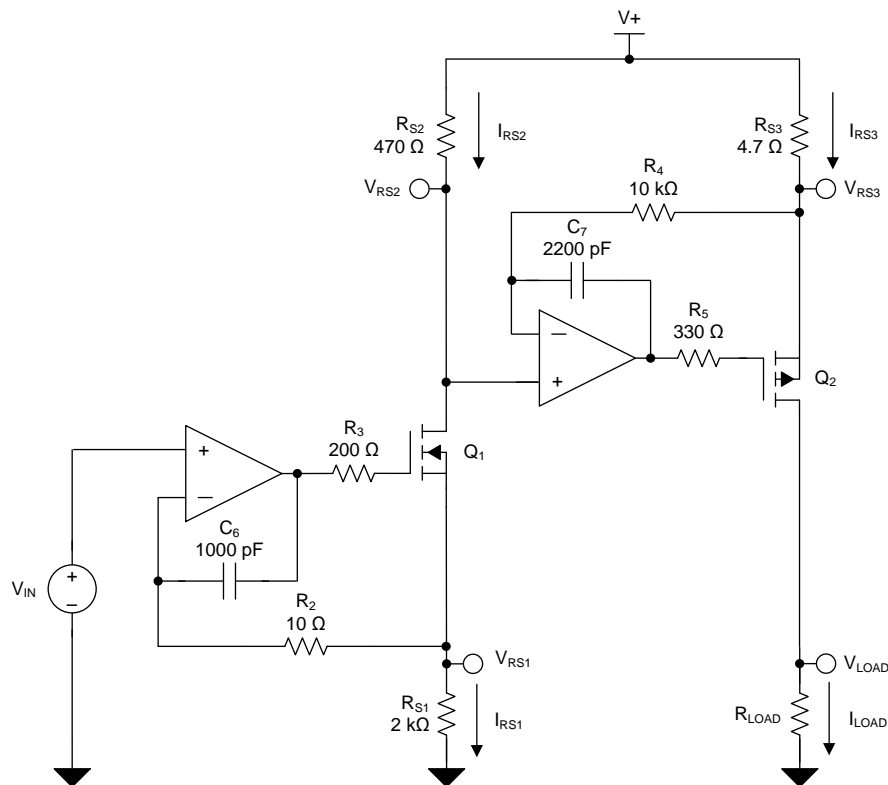 V+
RS2
470 Ω
IRS2
RS3
4.7 Ω
IRS3
VRS2
R4
10 kΩ
VRS3
C7
2200 pF
−
+
R5
330 Ω
Q2
+
−
R3
200 Ω
Q1
C6
1000 pF
VIN
+
−
R2
10 Ω
VRS1
VLOAD
RS1
2 kΩ
IRS1
RLOAD
ILOAD